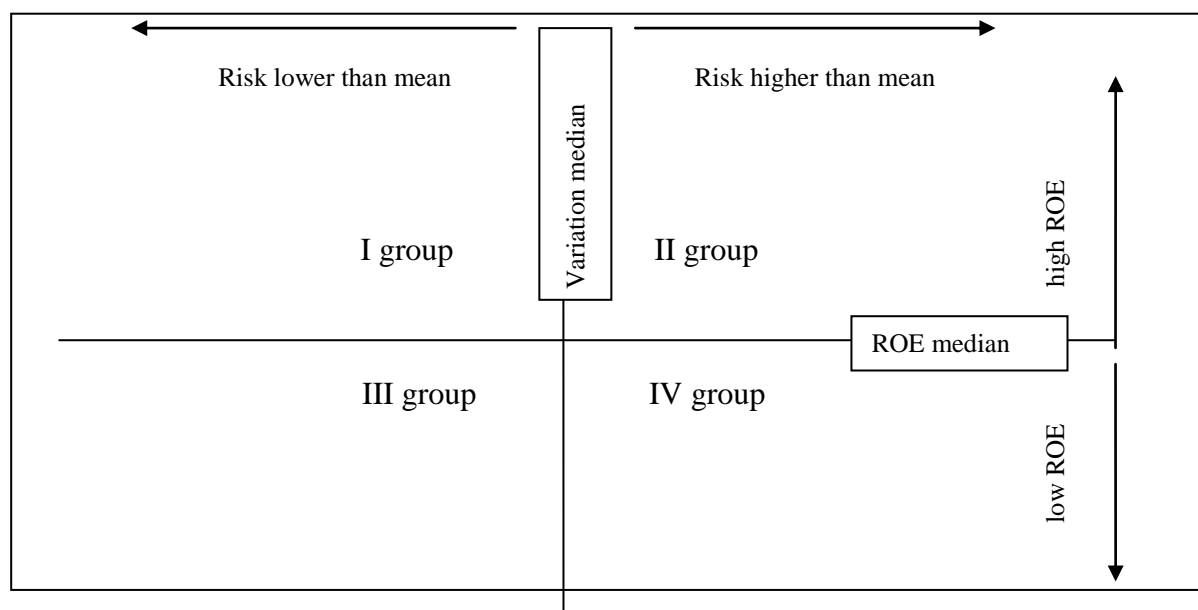 Risk lower than mean
Risk higher than mean
Variation median
high ROE
I group
II group
ROE median
III group
IV group
low ROE